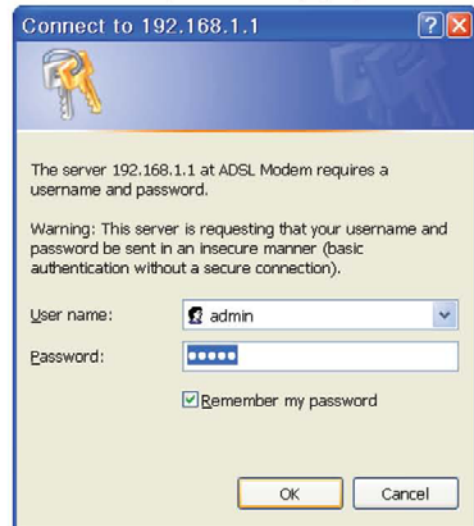 Connect to 192.168.1.1
The server 192.168.1.1 at ADSL Modem requires a
username and password.
Warning: This server is requesting that your username and
password be sent in an insecure manner (basic
authentication without a secure connection).
User name:
admin
Password:
•••••
Remember my password
OK
Cancel